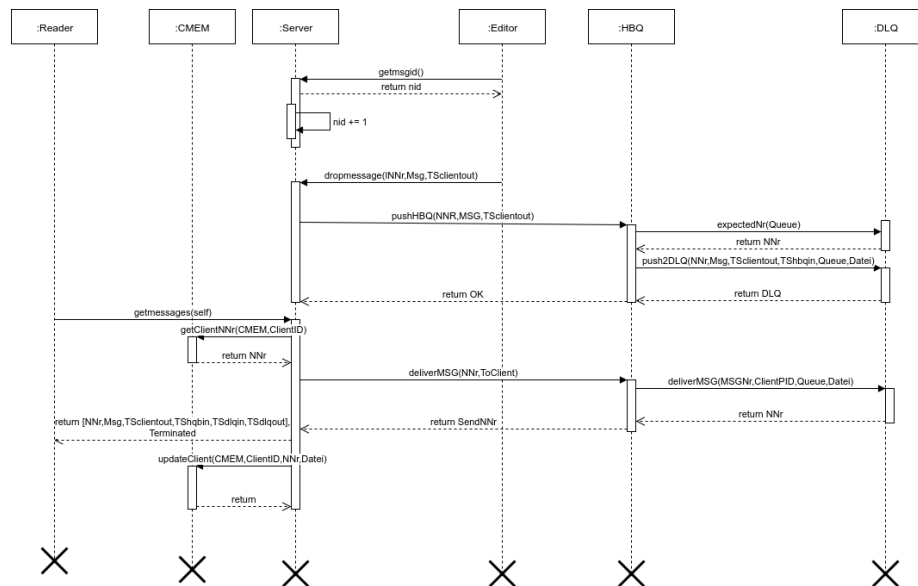 :Reader
:CMEM
:Server
:Editor
:HBQ
:DLQ
getmsgid()
return nid
nid += 1
dropmessage(INNr,Msg,TSclientout)
pushHBQ(NNR,MSG,TSclientout)
expectedNr(Queue)
return NNr
push2DLQ(NNr,Msg,TSclientout,TShbqin,Queue,Datei)
return OK
return DLQ
getmessages(self)
getClientNNr(CMEM,ClientID)
return NNr
deliverMSG(NNr,ToClient)
deliverMSG(MSGNr,ClientPID,Queue,Datei)
return NNr
return [NNr,Msg,TSclientout,TShqbin,TSdlqin,TSdlqout],
Terminated
return SendNNr
updateClient(CMEM,ClientID,NNr,Datei)
return